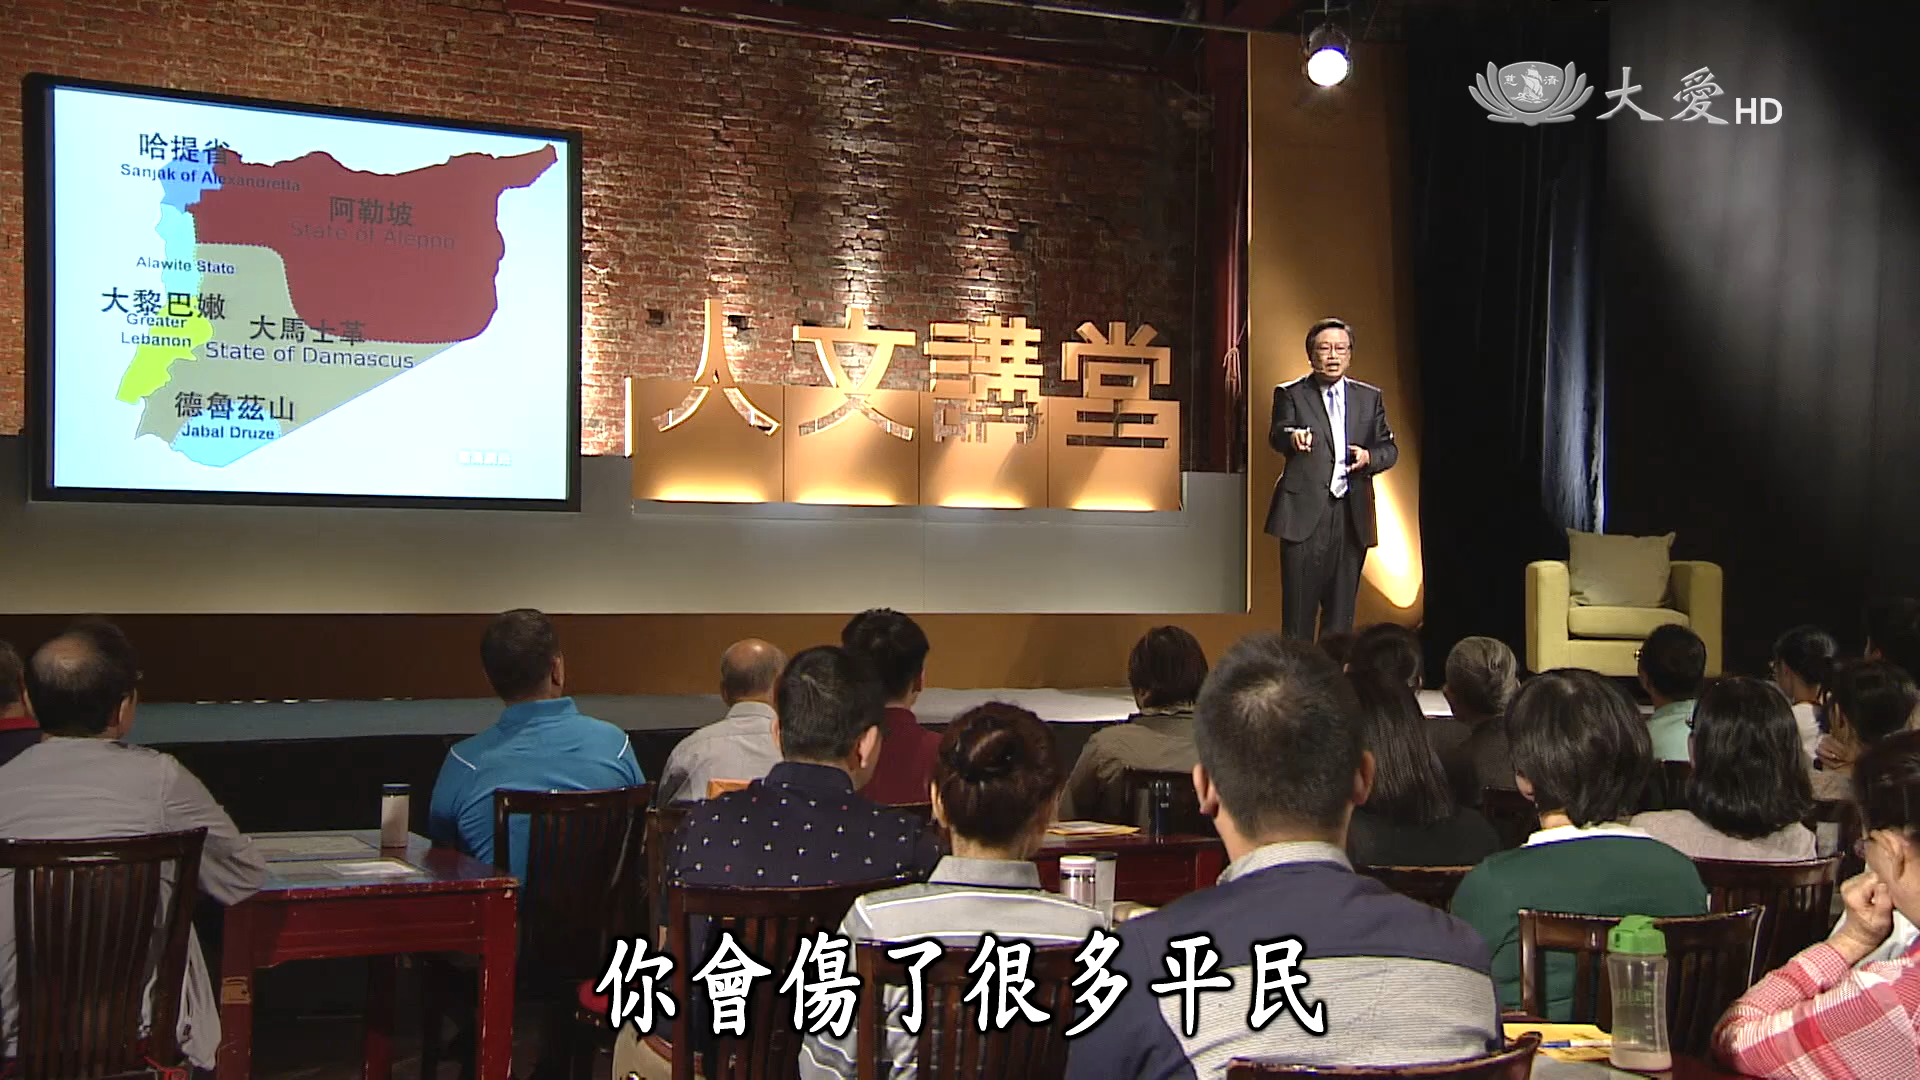 哈提省
Sanjak of Alexandretta
阿勒坡
State of Aleppo
Alawite State
大黎巴嫩
Greater
Lebanon
大馬士革
State of Damascus
德魯茲山
Jabal Druze
人文講堂
慈濟
大愛HD
你會傷了很多平民